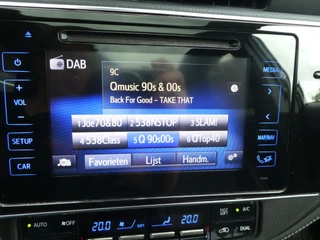 DAB
9C
Qmusic 90s & 00s
Back For Good - TAKE THAT
MEDIA
+
VOL
-
SETUP
CAR
MAP/NAV
1 Joe70&80
2 538NSTOP
3 SLAM!
4 538Class
5 Q 90s00s
6 QTop40
Favorieten
Lijst
Handm.
AUTO
OFF
20.0
20.0
A/C
DUAL